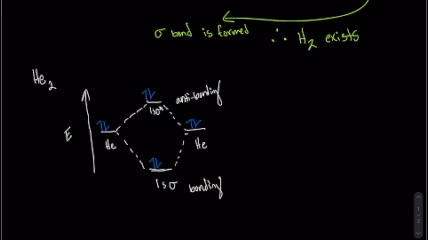 σ bond is formed ∴ H₂ exists
He₂
anti-bonding
1sσ*
E
He
He
1sσ bonding